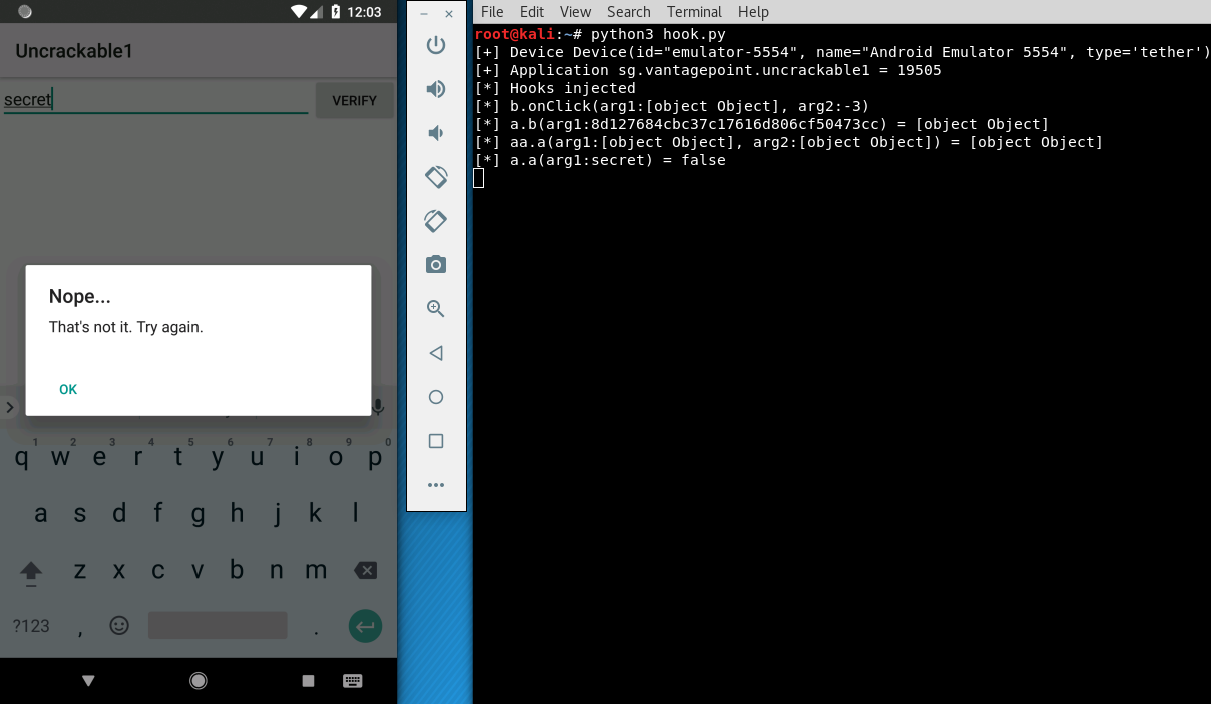 12:03
Uncrackable1
secret
VERIFY
Nope...
That's not it. Try again.
OK
1 2 3 4 5 6 7 8 9 0
q w e r t y u i o p
a s d f g h j k l
z x c v b n m
?123 , .
File Edit View Search Terminal Help
root@kali:~# python3 hook.py
[+] Device Device(id="emulator-5554", name="Android Emulator 5554", type='tether')
[+] Application sg.vantagepoint.uncrackable1 = 19505
[*] Hooks injected
[*] b.onClick(arg1:[object Object], arg2:-3)
[*] a.b(arg1:8d127684cbc37c17616d806cf50473cc) = [object Object]
[*] aa.a(arg1:[object Object], arg2:[object Object]) = [object Object]
[*] a.a(arg1:secret) = false